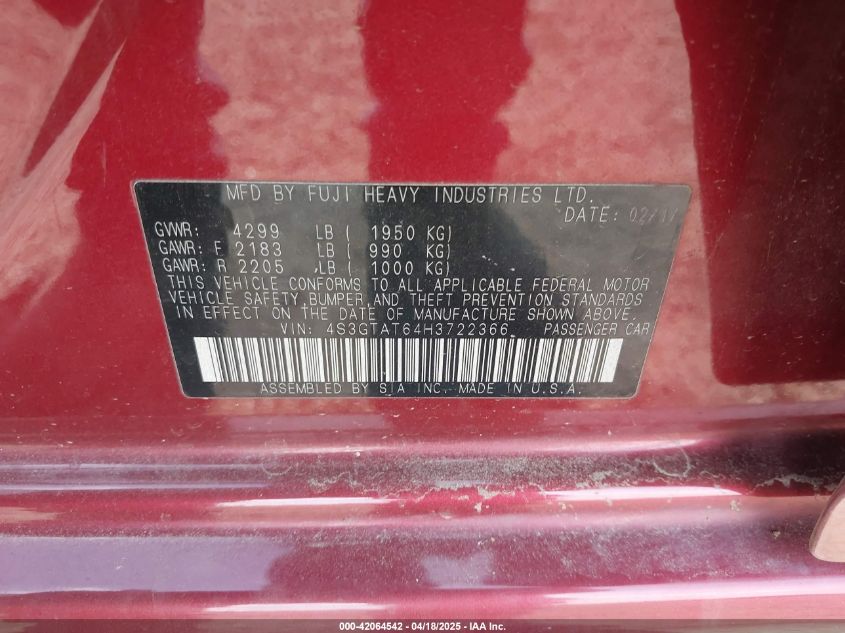 MFD BY FUJI HEAVY INDUSTRIES LTD.
DATE: 02/17
GVWR: 4299 LB ( 1950 KG)
GAWR: F 2183 LB ( 990 KG)
GAWR: R 2205 LB ( 1000 KG)
THIS VEHICLE CONFORMS TO ALL APPLICABLE FEDERAL MOTOR
VEHICLE SAFETY, BUMPER, AND THEFT PREVENTION STANDARDS
IN EFFECT ON THE DATE OF MANUFACTURE SHOWN ABOVE.
VIN: 4S3GTAT64H3722366 PASSENGER CAR
ASSEMBLED BY SIA INC. MADE IN U.S.A.
000-42064542 - 04/18/2025 - IAA Inc.